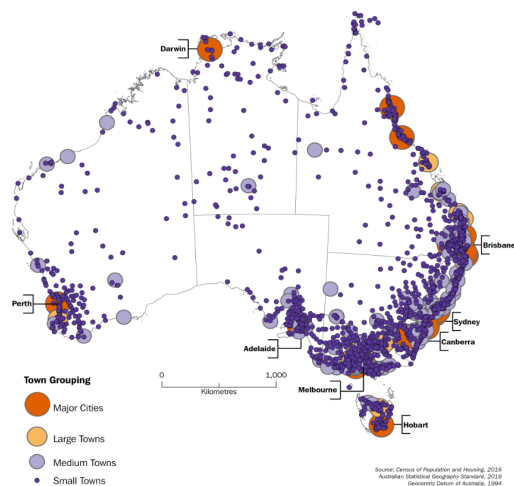 Darwin
Brisbane
Perth
Sydney
Canberra
Adelaide
Melbourne
Hobart
0 1,000
Kilometres
Town Grouping
Major Cities
Large Towns
Medium Towns
Small Towns
Source: Census of Population and Housing, 2016
Australian Statistical Geography Standard, 2016
Geocentric Datum of Australia, 1994